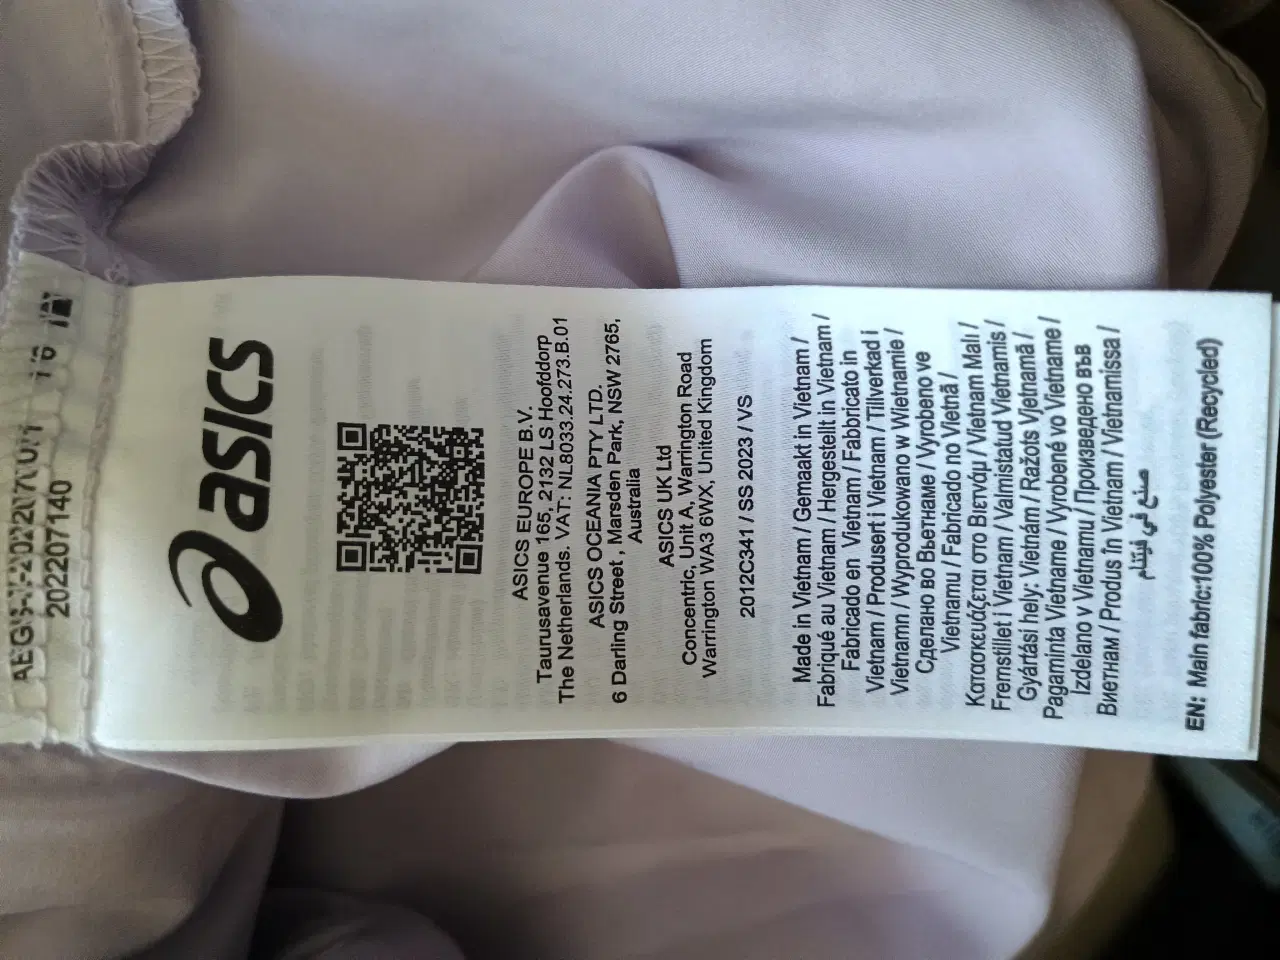 2022207140
asics
ASICS EUROPE B.V.
Taurusavenue 165, 2132 LS Hoofddorp
The Netherlands. VAT: NL8033.24.273.B.01
ASICS OCEANIA PTY LTD.
6 Darling Street , Marsden Park, NSW 2765,
Australia
ASICS UK Ltd
Concentric, Unit A, Warrington Road
Warrington WA3 6WX, United Kingdom
2012C341 / SS 2023 / VS
Made in Vietnam / Gemaakt in Vietnam /
Fabriqué au Vietnam / Hergestellt in Vietnam /
Fabricado en Vietnam / Fabbricato in
Vietnam / Produsert i Vietnam / Tillverkad i
Vietnamn / Wyprodukowano w Wietnamie /
Сделано во Вьетнаме / Vyrobeno ve
Vietnamu / Fabricado no Vietnã /
Κατασκευάζεται στο Βιετνάμ / Vietnam Malı /
Fremstillet i Vietnam / Valmistatud Vietnamis /
Gyártási hely: Vietnám / Ražots Vjetnamā /
Pagaminta Vietname / Vyrobené vo Vietname /
Izdelano v Vietnamu / Произведено във
Виетнам / Produs în Vietnam / Vietnamissa /
صنع في فيتنام
EN: Main fabric:100% Polyester (Recycled)